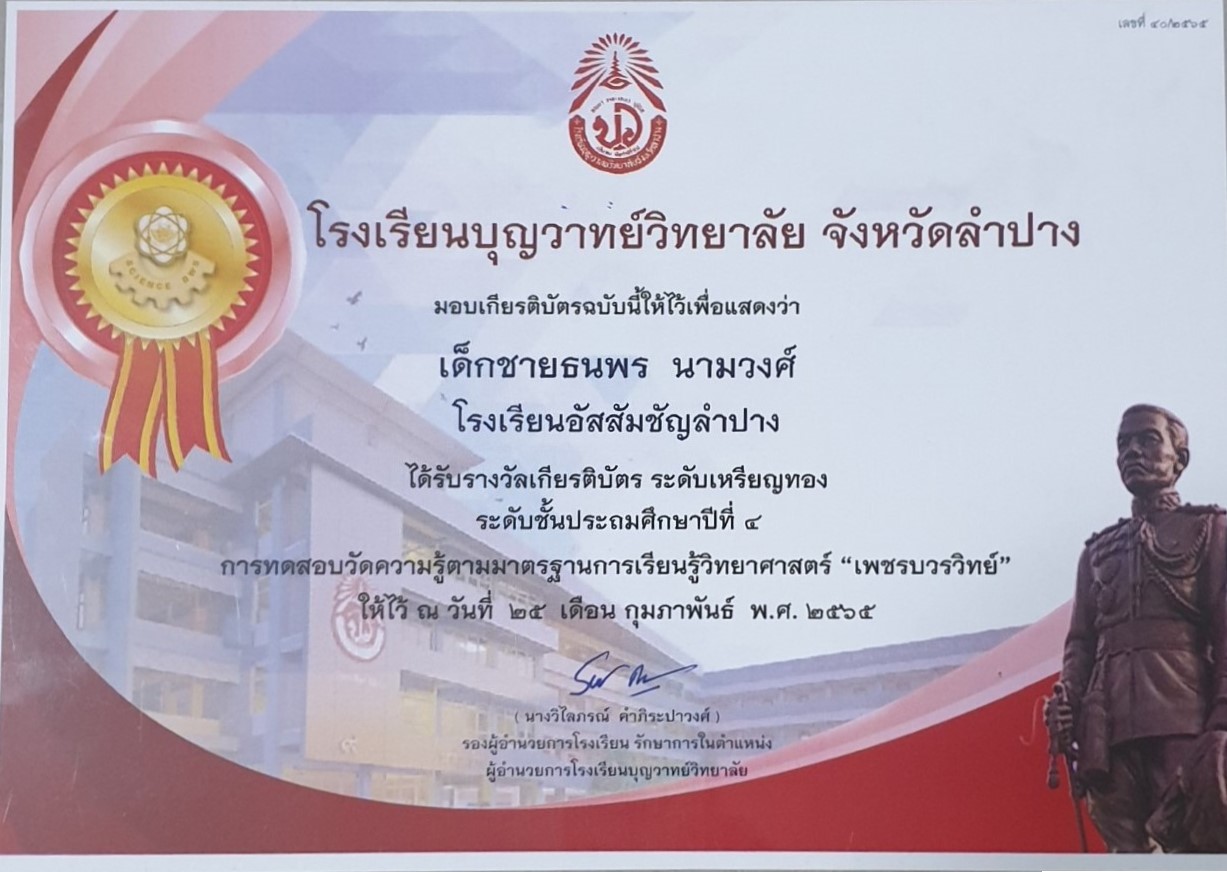 เลขที่ ๔๐/๒๕๖๕
โรงเรียนบุญวาทย์วิทยาลัย จังหวัดลำปาง
มอบเกียรติบัตรฉบับนี้ให้ไว้เพื่อแสดงว่า
เด็กชายธนพร นามวงศ์
โรงเรียนอัสสัมชัญลำปาง
ได้รับรางวัลเกียรติบัตร ระดับเหรียญทอง
ระดับชั้นประถมศึกษาปีที่ ๔
การทดสอบวัดความรู้ตามมาตรฐานการเรียนรู้วิทยาศาสตร์ “เพชรบวรวิทย์”
ให้ไว้ ณ วันที่ ๒๕ เดือน กุมภาพันธ์ พ.ศ. ๒๕๖๕
( นางวิไลภรณ์ คำภิระปาวงศ์ )
รองผู้อำนวยการโรงเรียน รักษาการในตำแหน่ง
ผู้อำนวยการโรงเรียนบุญวาทย์วิทยาลัย
SCIENCE BWS